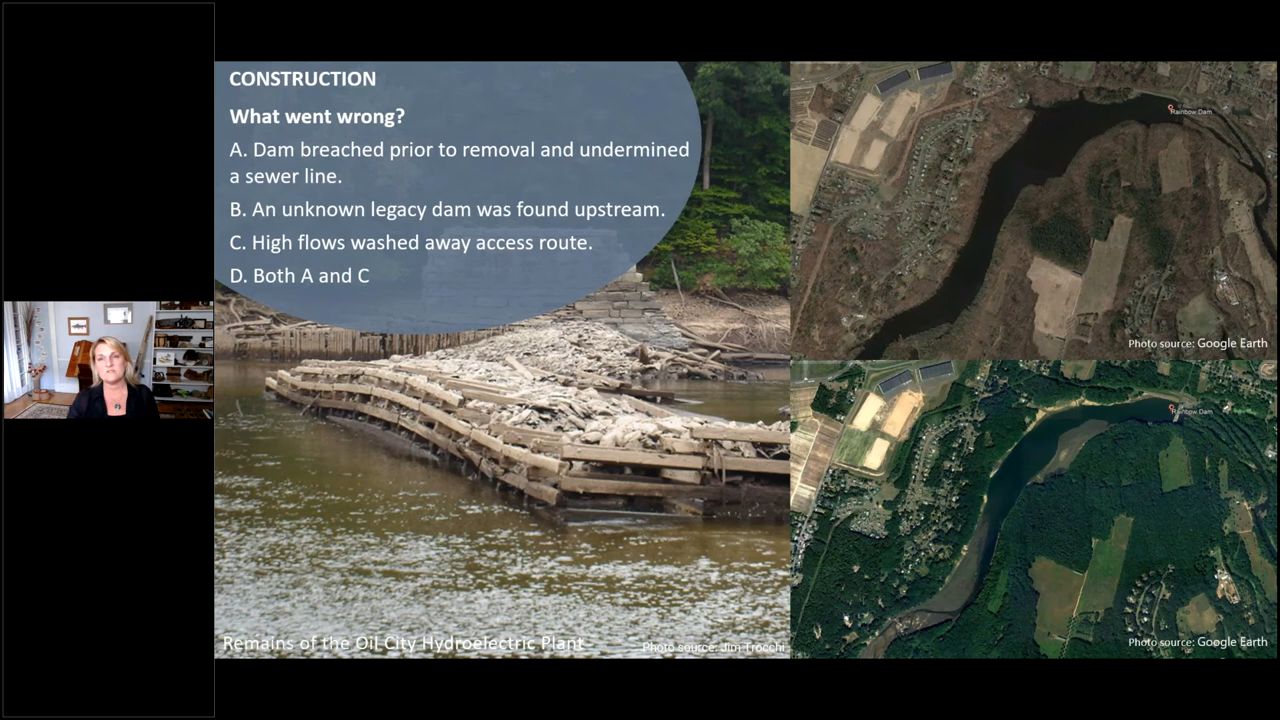 CONSTRUCTION
What went wrong?
A. Dam breached prior to removal and undermined
a sewer line.
B. An unknown legacy dam was found upstream.
C. High flows washed away access route.
D. Both A and C
Remains of the Oil City Hydroelectric Plant
Photo source: Jim Trocchi
Rainbow Dam
Photo source: Google Earth
Rainbow Dam
Photo source: Google Earth